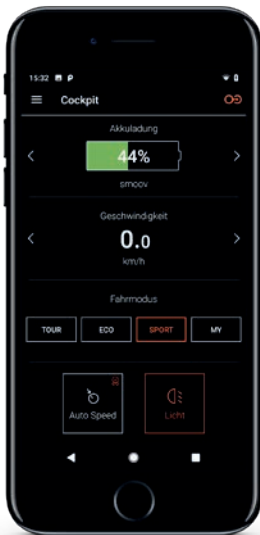 15:32
Cockpit
Akkuladung
44%
smoov
Geschwindigkeit
0.0
km/h
Fahrmodus
TOUR ECO SPORT MY
Auto Speed Licht